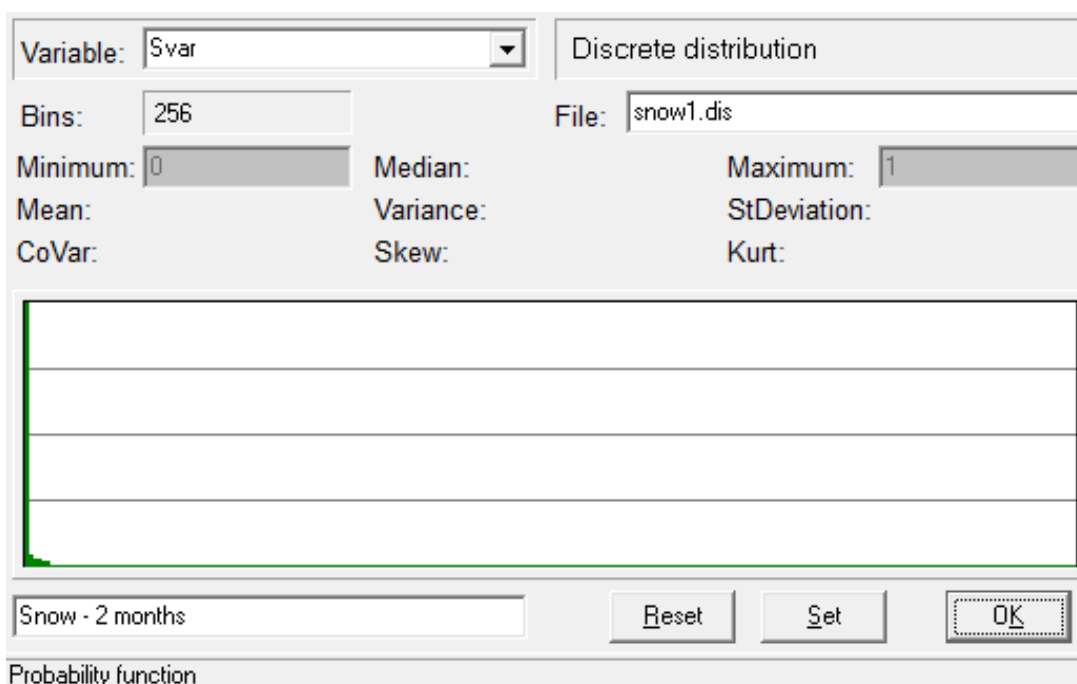 Variable: Svar Discrete distribution
Bins: 256 File: snow1.dis
Minimum: 0 Median: Maximum: 1
Mean: Variance: StDeviation:
CoVar: Skew: Kurt:
Snow - 2 months Reset Set OK
Probability function